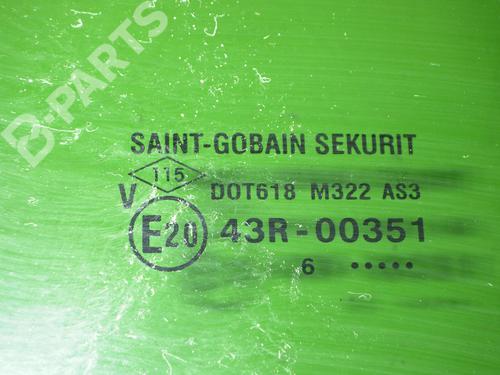 B-PARTS
SAINT-GOBAIN SEKURIT
115
V DOT618 M322 AS3
E20 43R-00351
6 •••••